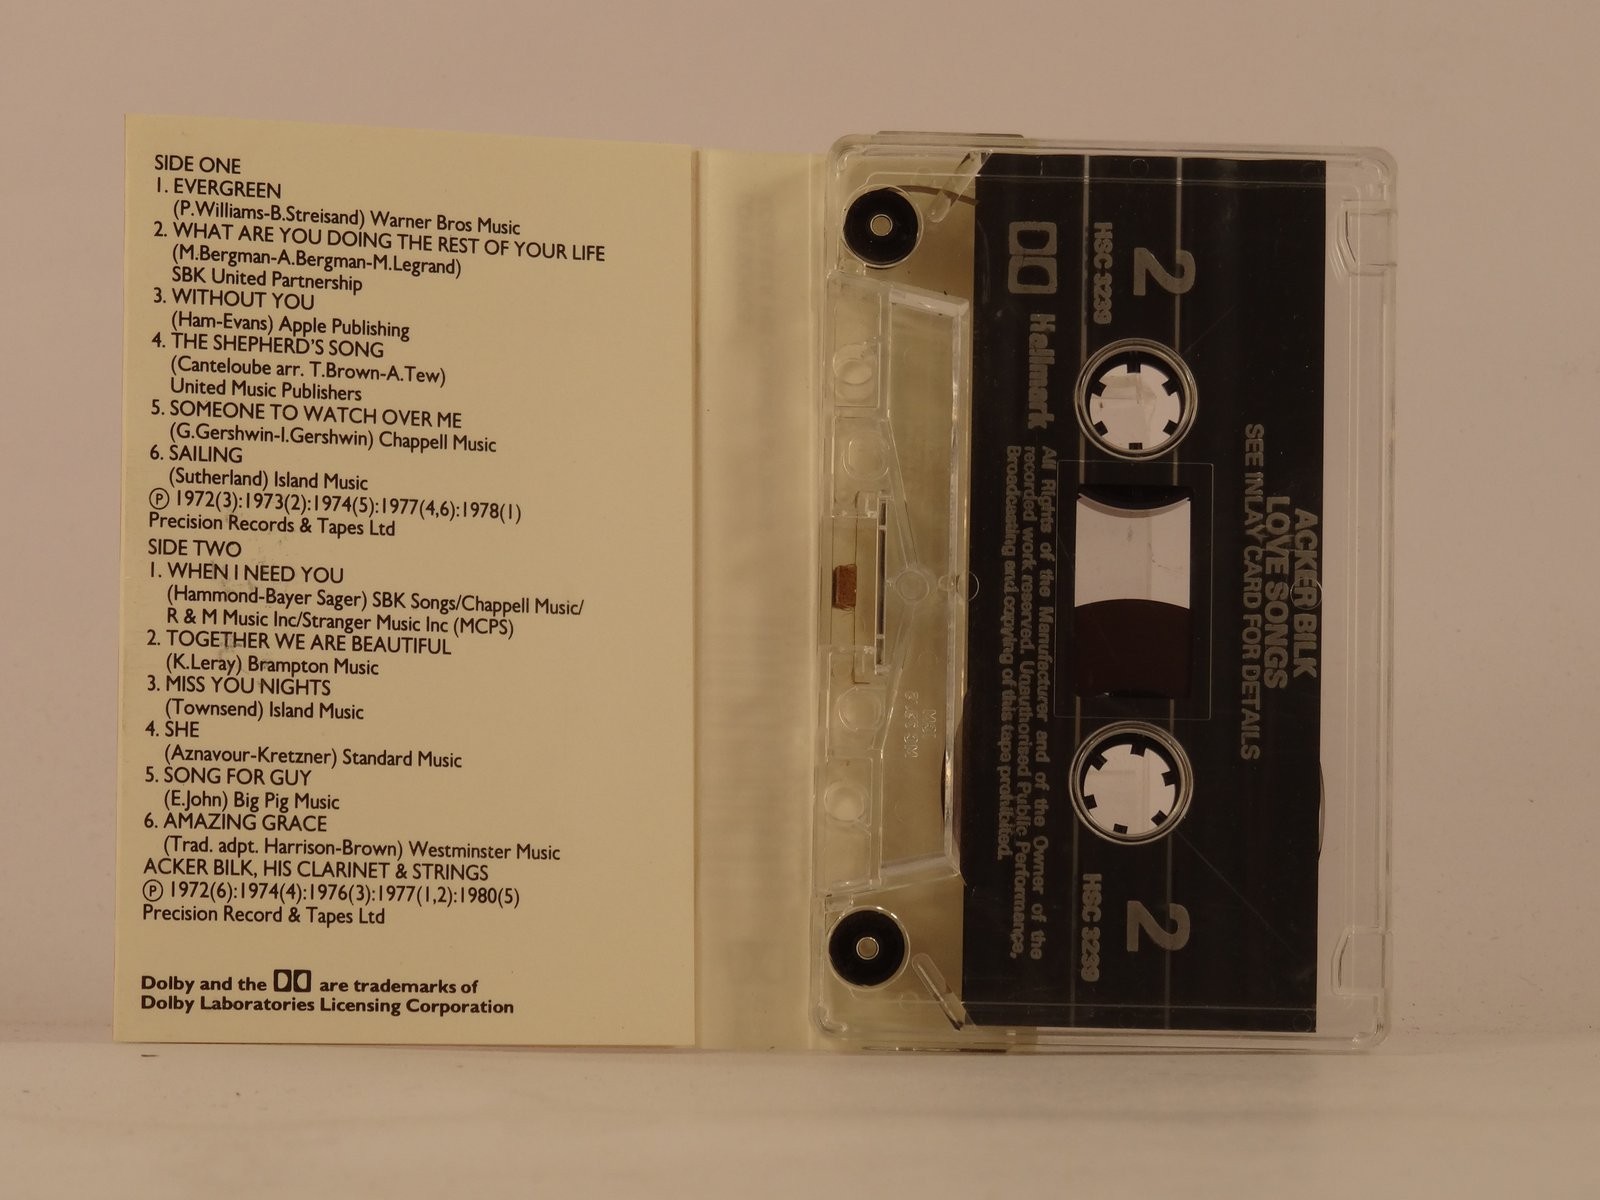 SIDE ONE
1. EVERGREEN
(P.Williams-B.Streisand) Warner Bros Music
2. WHAT ARE YOU DOING THE REST OF YOUR LIFE
(M.Bergman-A.Bergman-M.Legrand)
SBK United Partnership
3. WITHOUT YOU
(Ham-Evans) Apple Publishing
4. THE SHEPHERD'S SONG
(Canteloube arr. T.Brown-A.Tew)
United Music Publishers
5. SOMEONE TO WATCH OVER ME
(G.Gershwin-I.Gershwin) Chappell Music
6. SAILING
(Sutherland) Island Music
℗ 1972(3):1973(2):1974(5):1977(4,6):1978(1)
Precision Records & Tapes Ltd
SIDE TWO
1. WHEN I NEED YOU
(Hammond-Bayer Sager) SBK Songs/Chappell Music/
R & M Music Inc/Stranger Music Inc (MCPS)
2. TOGETHER WE ARE BEAUTIFUL
(K.Leray) Brampton Music
3. MISS YOU NIGHTS
(Townsend) Island Music
4. SHE
(Aznavour-Kretzner) Standard Music
5. SONG FOR GUY
(E.John) Big Pig Music
6. AMAZING GRACE
(Trad. adpt. Harrison-Brown) Westminster Music
ACKER BILK, HIS CLARINET & STRINGS
℗ 1972(6):1974(4):1976(3):1977(1,2):1980(5)
Precision Record & Tapes Ltd
Dolby and the are trademarks of
Dolby Laboratories Licensing Corporation
ACKER BILK
LOVE SONGS
SEE INLAY CARD FOR DETAILS
2 2
HSC 3239 HSC 3239
Hallmark
All Rights of the Manufacturer and of the Owner of the
recorded work reserved. Unauthorised Public Performance,
Broadcasting and copying of this tape prohibited.